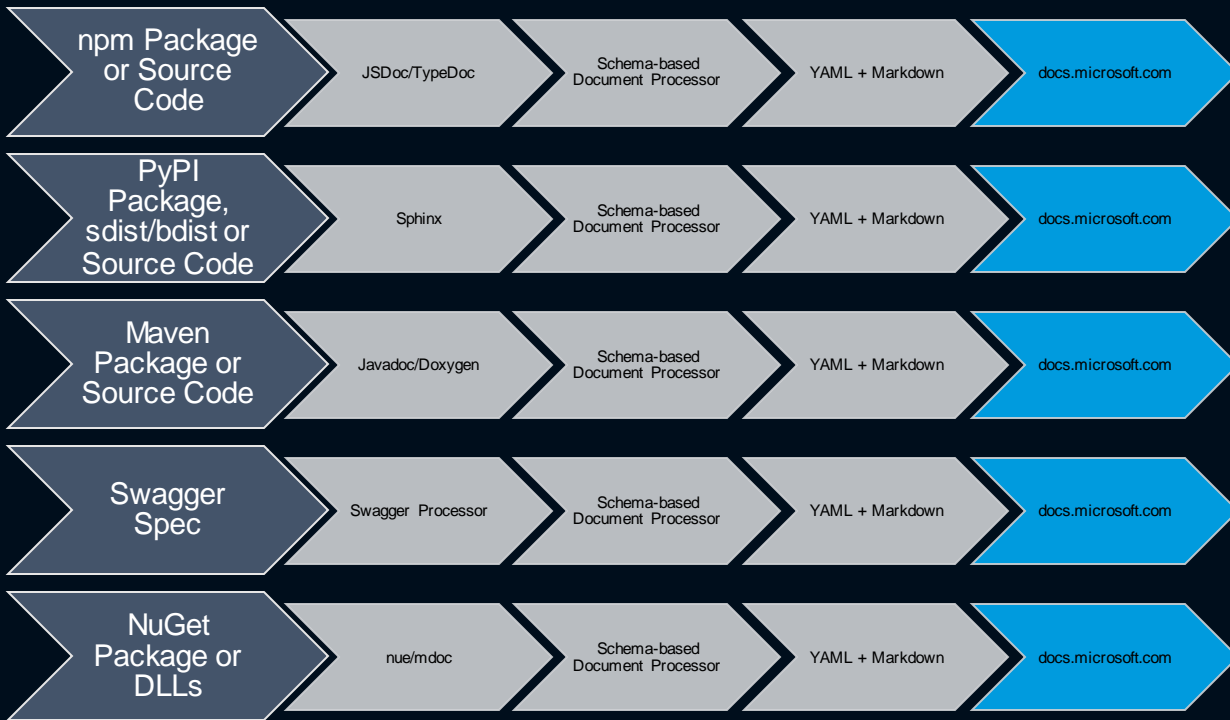 npm Package
or Source
Code
JSDoc/TypeDoc
Schema-based
Document Processor
YAML + Markdown
docs.microsoft.com
PyPI
Package,
sdist/bdist or
Source Code
Sphinx
Schema-based
Document Processor
YAML + Markdown
docs.microsoft.com
Maven
Package or
Source Code
Javadoc/Doxygen
Schema-based
Document Processor
YAML + Markdown
docs.microsoft.com
Swagger
Spec
Swagger Processor
Schema-based
Document Processor
YAML + Markdown
docs.microsoft.com
NuGet
Package or
DLLs
nue/mdoc
Schema-based
Document Processor
YAML + Markdown
docs.microsoft.com